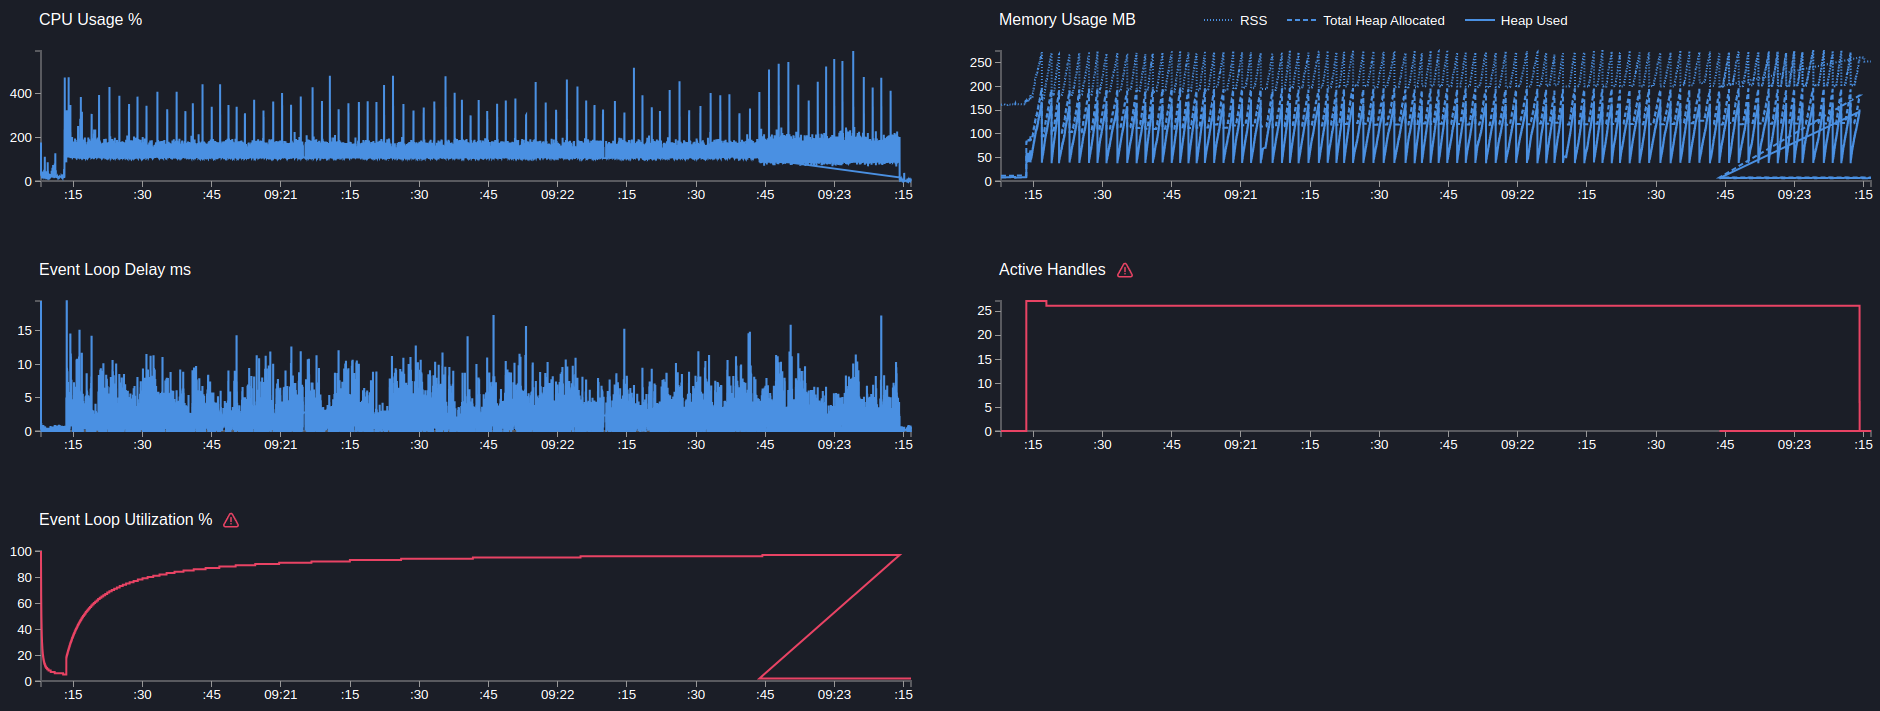 CPU Usage %
400
200
0
:15 :30 :45 09:21 :15 :30 :45 09:22 :15 :30 :45 09:23 :15
Memory Usage MB
RSS Total Heap Allocated Heap Used
250
200
150
100
50
0
:15 :30 :45 09:21 :15 :30 :45 09:22 :15 :30 :45 09:23 :15
Event Loop Delay ms
15
10
5
0
:15 :30 :45 09:21 :15 :30 :45 09:22 :15 :30 :45 09:23 :15
Active Handles
25
20
15
10
5
0
:15 :30 :45 09:21 :15 :30 :45 09:22 :15 :30 :45 09:23 :15
Event Loop Utilization %
100
80
60
40
20
0
:15 :30 :45 09:21 :15 :30 :45 09:22 :15 :30 :45 09:23 :15